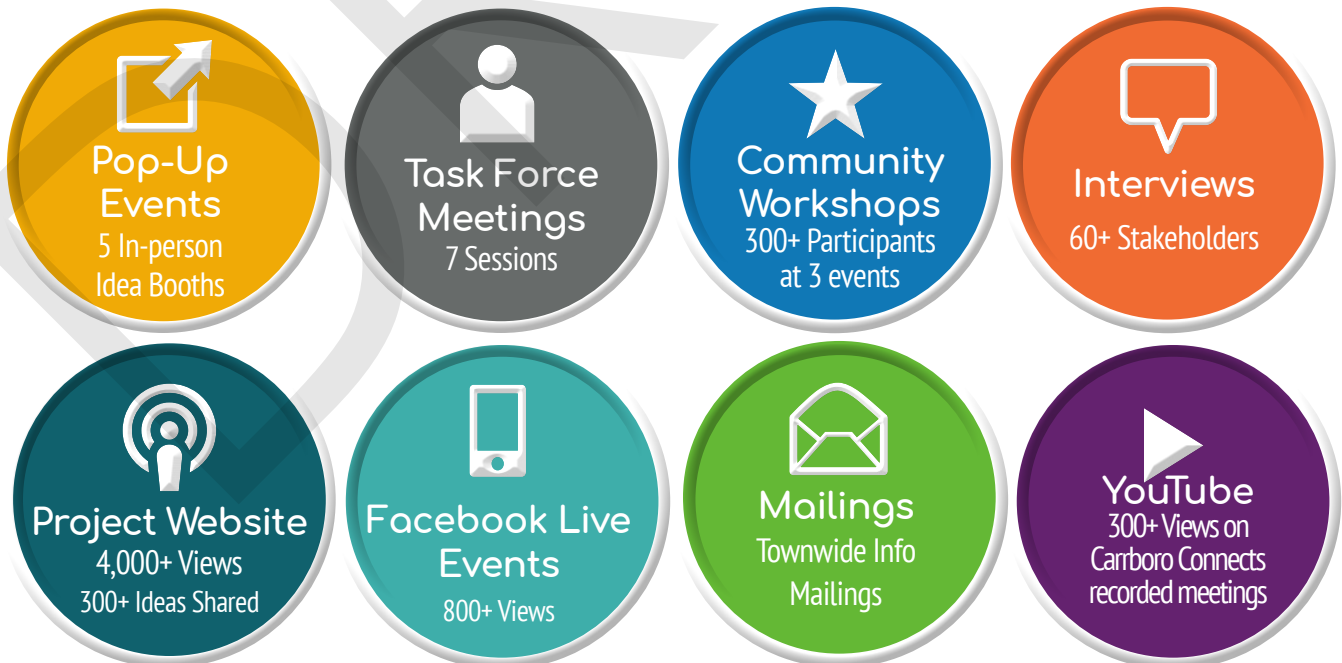 Pop-Up
Events
5 In-person
Idea Booths
Task Force
Meetings
7 Sessions
Community
Workshops
300+ Participants
at 3 events
Interviews
60+ Stakeholders
Project Website
4,000+ Views
300+ Ideas Shared
Facebook Live
Events
800+ Views
Mailings
Townwide Info
Mailings
YouTube
300+ Views on
Carrboro Connects
recorded meetings